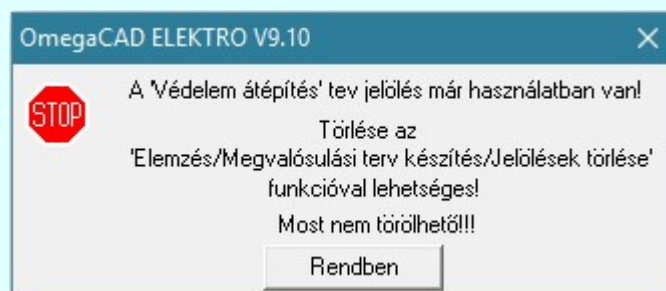 OmegaCAD ELEKTRO V9.10
STOP
A 'Védelem átépítés' tev jelölés már használatban van!
Törlése az
'Elemzés/Megvalósulási terv készítés/Jelölések törlése'
funkcióval lehetséges!
Most nem törölhető!!!
Rendben